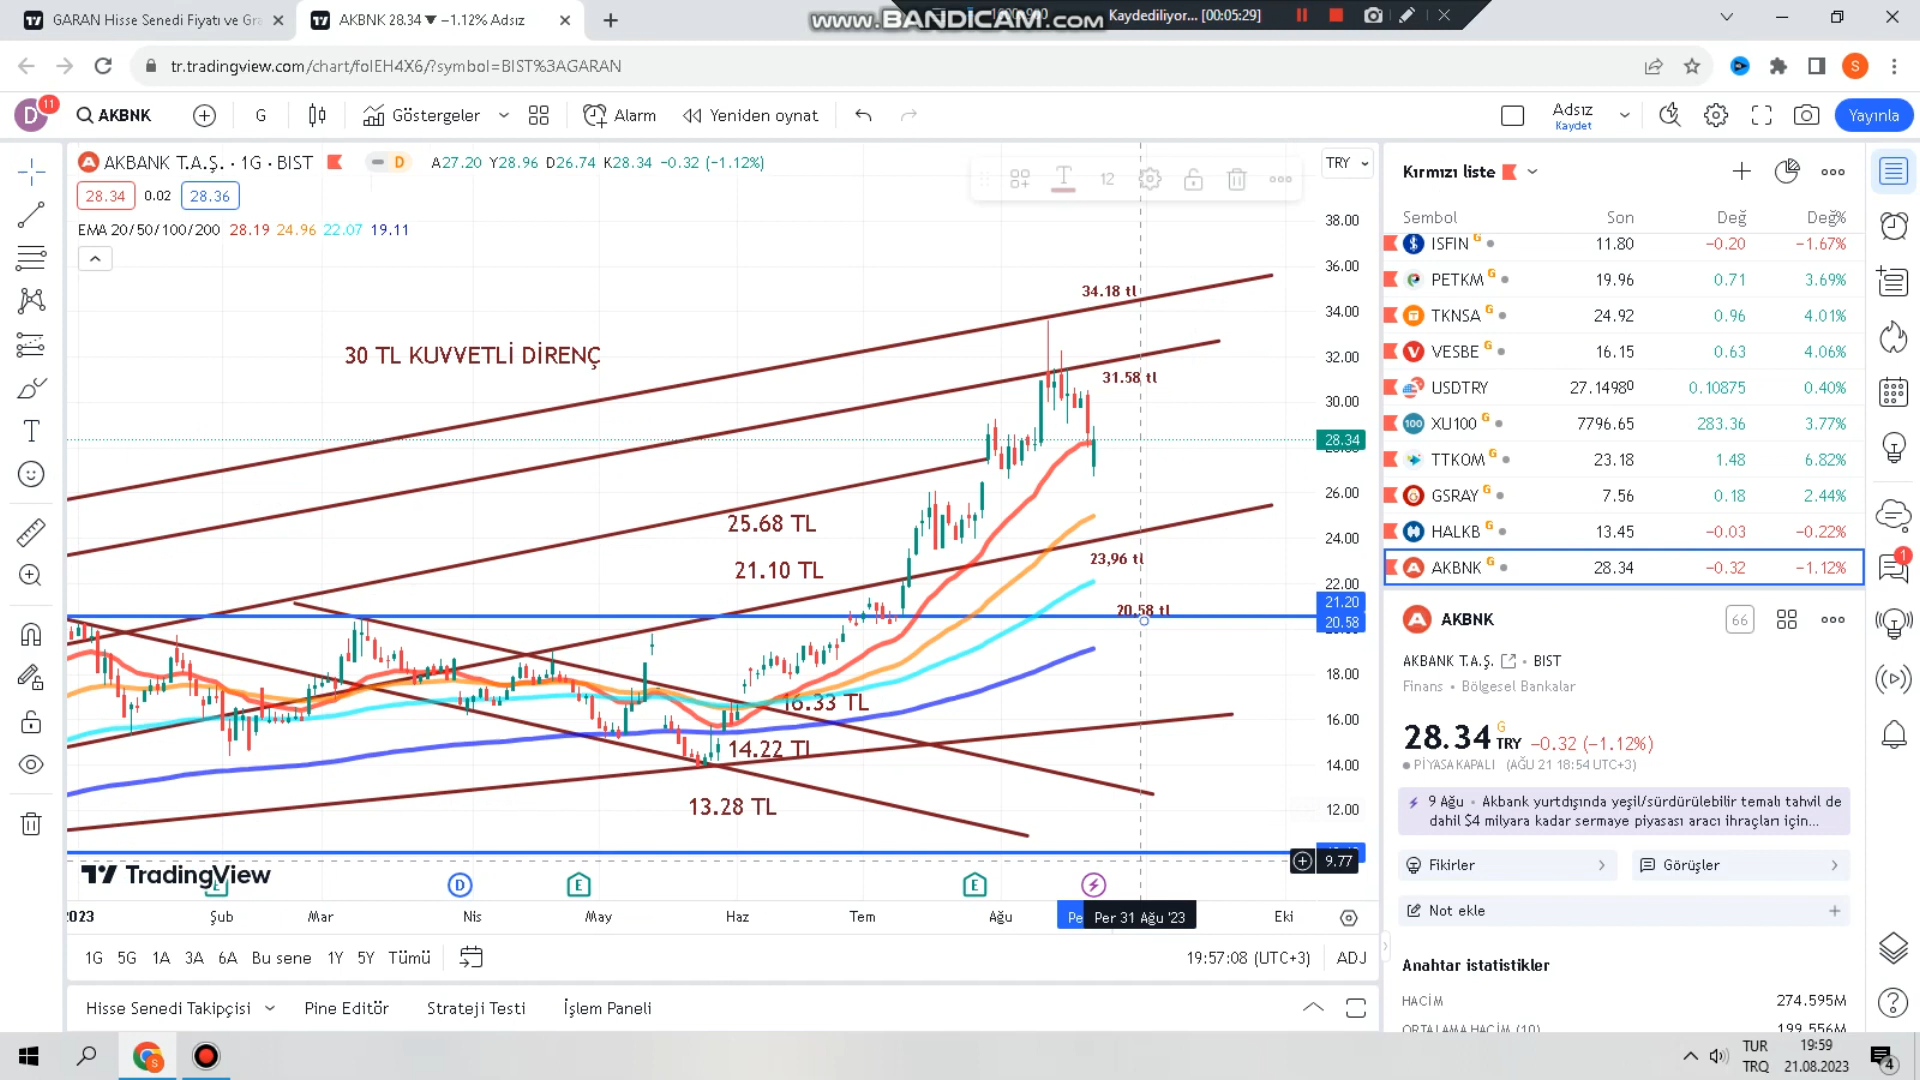 GARAN Hisse Senedi Fiyatı ve Gra
AKBNK 28.34 ▼ −1.12% Adsız
www.BANDICAM.com
Kaydediliyor... [00:05:29]
tr.tradingview.com/chart/folEH4X6/?symbol=BIST%3AGARAN
S
D
11
AKBNK
G
Göstergeler
Alarm
Yeniden oynat
Adsız
Kaydet
Yayınla
AKBANK T.A.Ş. · 1G · BIST
D
A27.20 Y28.96 D26.74 K28.34 −0.32 (−1.12%)
28.34
0.02
28.36
EMA 20/50/100/200 28.19 24.96 22.07 19.11
12
TRY
38.00
36.00
34.00
32.00
30.00
28.34
26.00
24.00
22.00
21.20
20.58
18.00
16.00
14.00
12.00
9.77
34.18 tl
30 TL KUVVETLİ DİRENÇ
31.58 tl
25.68 TL
23,96 tl
21.10 TL
20.58 tl
16.33 TL
14.22 TL
13.28 TL
TradingView
E
D
E
E
Şub
Mar
Nis
May
Haz
Tem
Ağu
Pe
Per 31 Ağu '23
Eki
1G 5G 1A 3A 6A Bu sene 1Y 5Y Tümü
19:57:08 (UTC+3)
ADJ
Hisse Senedi Takipçisi
Pine Editör
Strateji Testi
İşlem Paneli
Kırmızı liste
Sembol Son Değ Değ%
ISFIN G 11.80 −0.20 −1.67%
PETKM G 19.96 0.71 3.69%
TKNSA G 24.92 0.96 4.01%
VESBE G 16.15 0.63 4.06%
USDTRY 27.1498⁰ 0.10875 0.40%
XU100 G 7796.65 283.36 3.77%
TTKOM G 23.18 1.48 6.82%
GSRAY G 7.56 0.18 2.44%
HALKB G 13.45 −0.03 −0.22%
AKBNK G 28.34 −0.32 −1.12%
AKBNK
66
AKBANK T.A.Ş. • BIST
Finans • Bölgesel Bankalar
28.34 G TRY −0.32 (−1.12%)
PİYASA KAPALI (AĞU 21 18:54 UTC+3)
9 Ağu • Akbank yurtdışında yeşil/sürdürülebilir temalı tahvil de
dahil $4 milyara kadar sermaye piyasası aracı ihraçları için...
Fikirler
Görüşler
Not ekle
Anahtar istatistikler
HACİM 274.595M
ORTALAMA HACİM (10) 199.556M
1
TUR
TRQ
19:59
21.08.2023
4